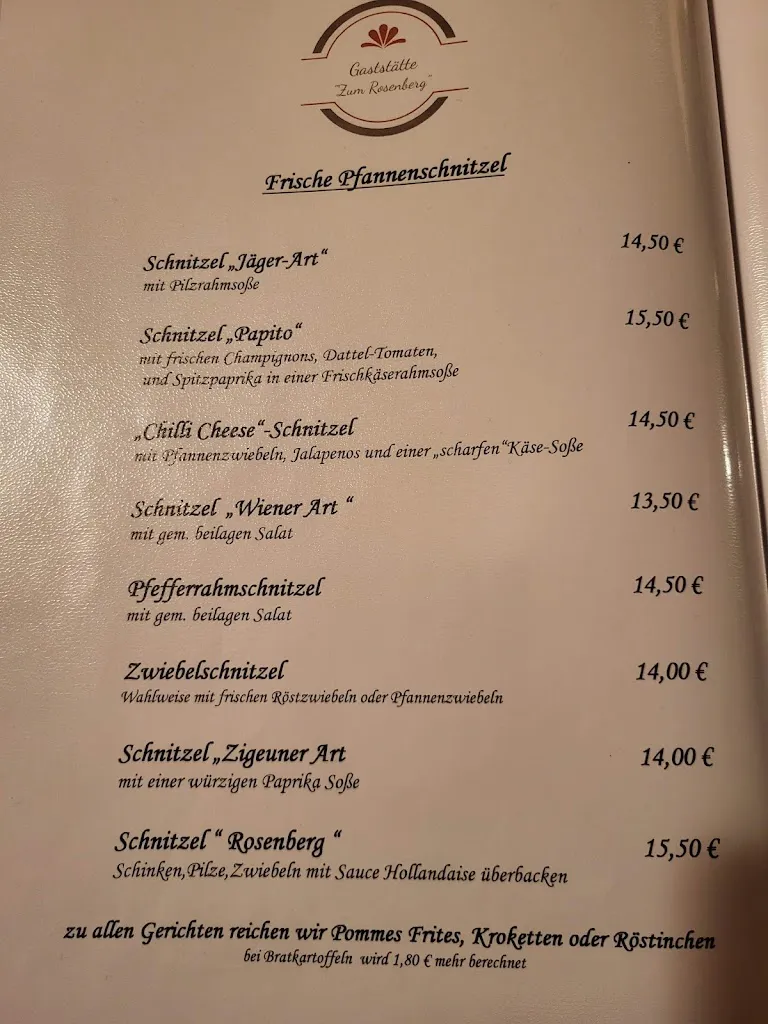 Gaststätte
"Zum Rosenberg"
Frische Pfannenschnitzel
Schnitzel „Jäger-Art“ 14,50 €
mit Pilzrahmsoße
Schnitzel „Papito“ 15,50 €
mit frischen Champignons, Dattel-Tomaten,
und Spitzpaprika in einer Frischkäserahmsoße
„Chilli Cheese“-Schnitzel 14,50 €
mit Pfannenzwiebeln, Jalapenos und einer „scharfen“ Käse-Soße
Schnitzel „Wiener Art “ 13,50 €
mit gem. beilagen Salat
Pfefferrahmschnitzel 14,50 €
mit gem. beilagen Salat
Zwiebelschnitzel 14,00 €
Wahlweise mit frischen Röstzwiebeln oder Pfannenzwiebeln
Schnitzel „Zigeuner Art 14,00 €
mit einer würzigen Paprika Soße
Schnitzel “ Rosenberg “ 15,50 €
Schinken,Pilze,Zwiebeln mit Sauce Hollandaise überbacken
zu allen Gerichten reichen wir Pommes Frites, Kroketten oder Röstinchen
bei Bratkartoffeln wird 1,80 € mehr berechnet